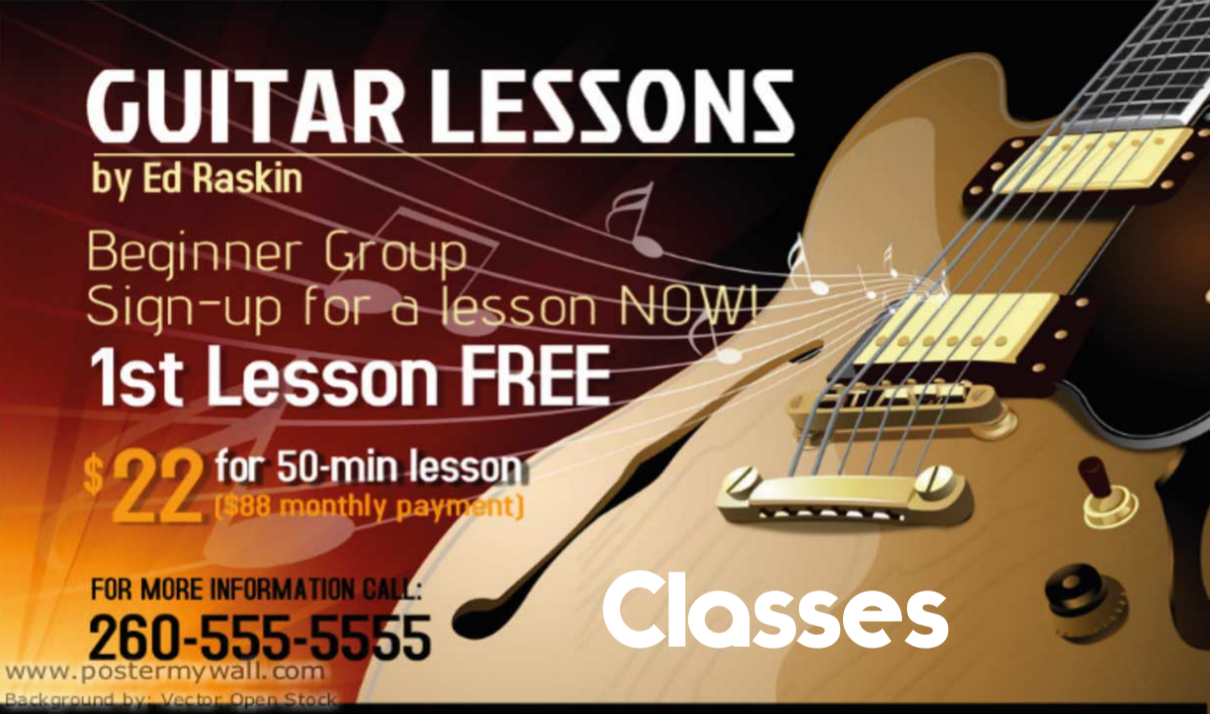 GUITAR LESSONS
by Ed Raskin
Beginner Group
Sign-up for a lesson NOW!
1st Lesson FREE
$22 for 50-min lesson
($88 monthly payment)
FOR MORE INFORMATION CALL:
260-555-5555
Classes
www.postermywall.com
Background by: Vector Open Stock